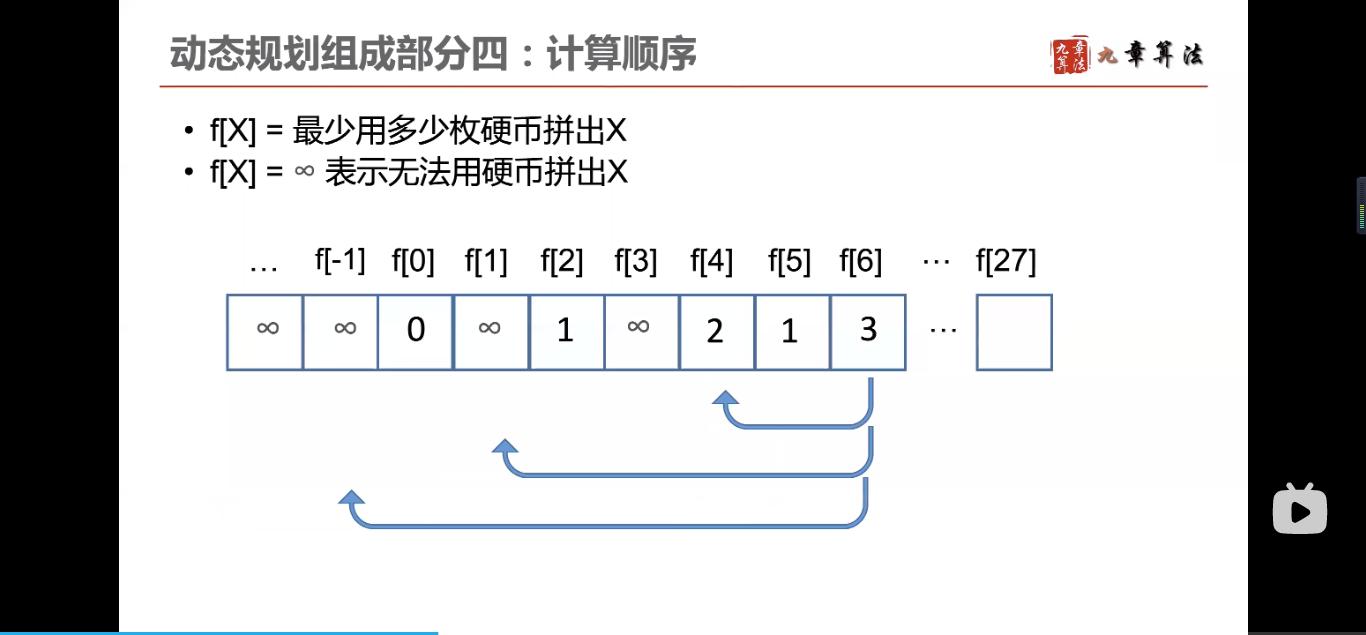 动态规划组成部分四：计算顺序
九章算法 九章算法
• f[X] = 最少用多少枚硬币拼出X
• f[X] = ∞ 表示无法用硬币拼出X
… f[-1] f[0] f[1] f[2] f[3] f[4] f[5] f[6] … f[27]
∞ ∞ 0 ∞ 1 ∞ 2 1 3 …